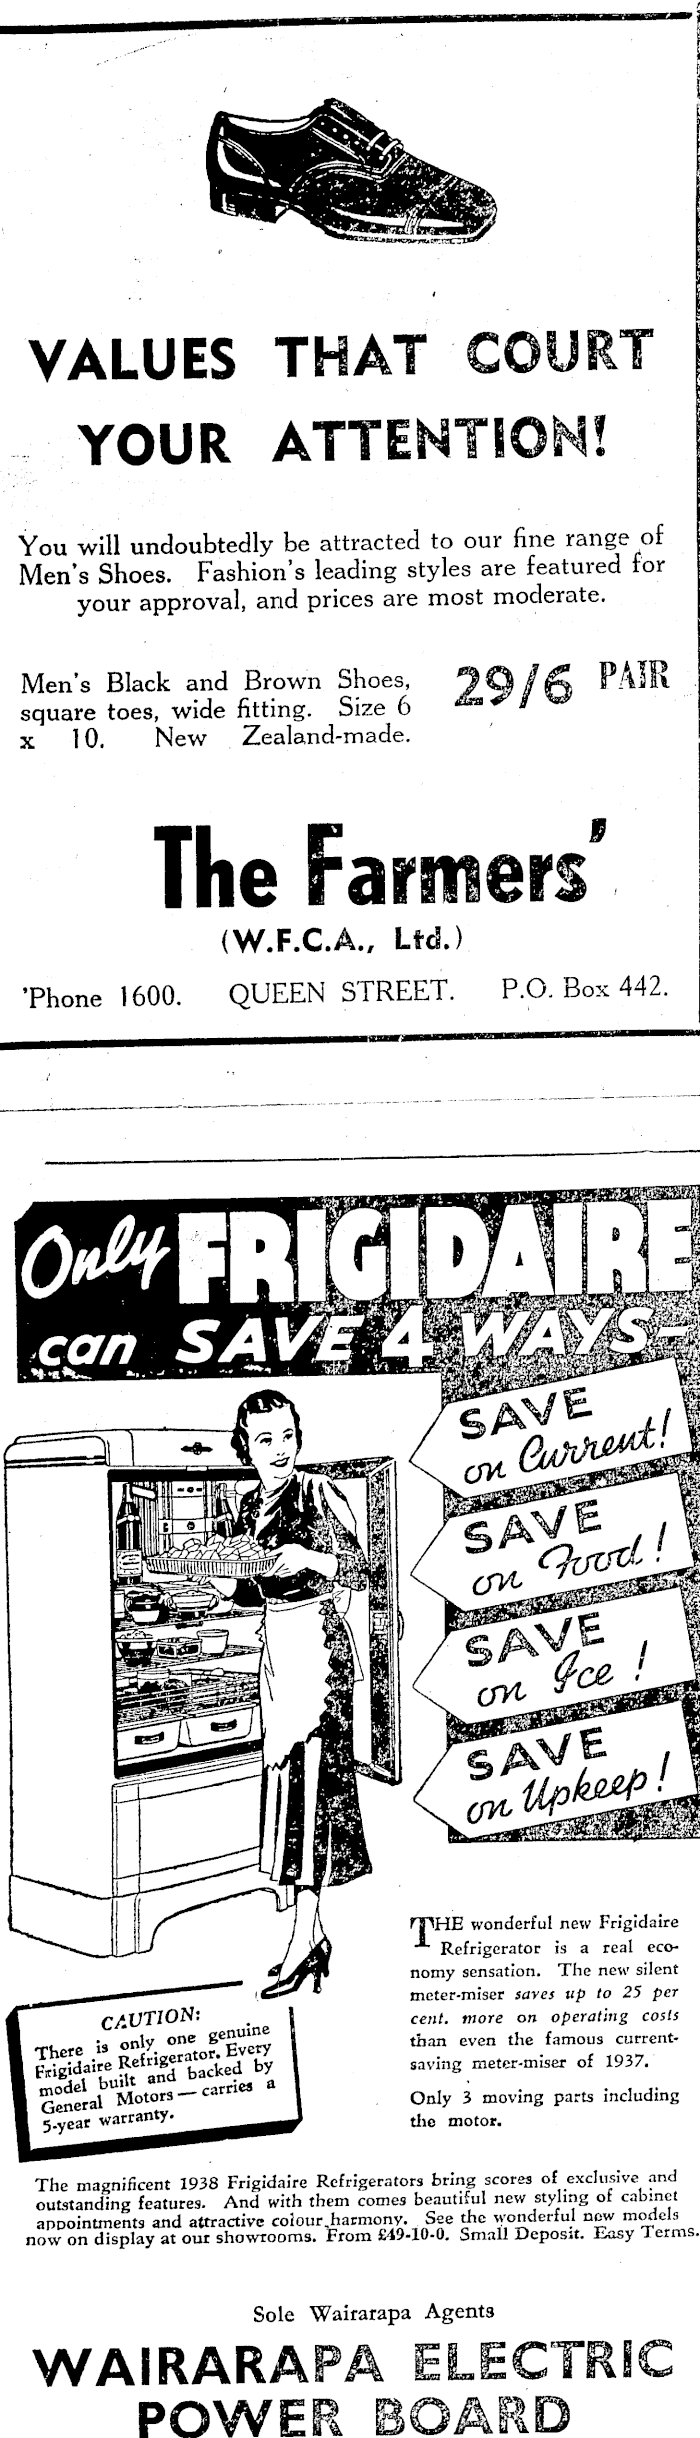 VALUES THAT COURT
YOUR ATTENTION!
You will undoubtedly be attracted to our fine range of
Men's Shoes. Fashion's leading styles are featured for
your approval, and prices are most moderate.
Men's Black and Brown Shoes,
square toes, wide fitting. Size 6
x 10. New Zealand-made.
29/6 PAIR
The Farmers'
(W.F.C.A., Ltd.)
'Phone 1600. QUEEN STREET. P.O. Box 442.
Only FRIGIDAIRE
can SAVE 4 WAYS—
SAVE
on Current!
SAVE
on Food!
SAVE
on Ice!
SAVE
on Upkeep!
THE wonderful new Frigidaire
Refrigerator is a real eco-
nomy sensation. The new silent
meter-miser saves up to 25 per
cent. more on operating costs
than even the famous current-
saving meter-miser of 1937.
Only 3 moving parts including
the motor.
CAUTION:
There is only one genuine
Frigidaire Refrigerator. Every
model built and backed by
General Motors — carries a
5-year warranty.
The magnificent 1938 Frigidaire Refrigerators bring scores of exclusive and
outstanding features. And with them comes beautiful new styling of cabinet
appointments and attractive colour harmony. See the wonderful new models
now on display at our showrooms. From £49-10-0. Small Deposit. Easy Terms.
Sole Wairarapa Agents
WAIRARAPA ELECTRIC
POWER BOARD